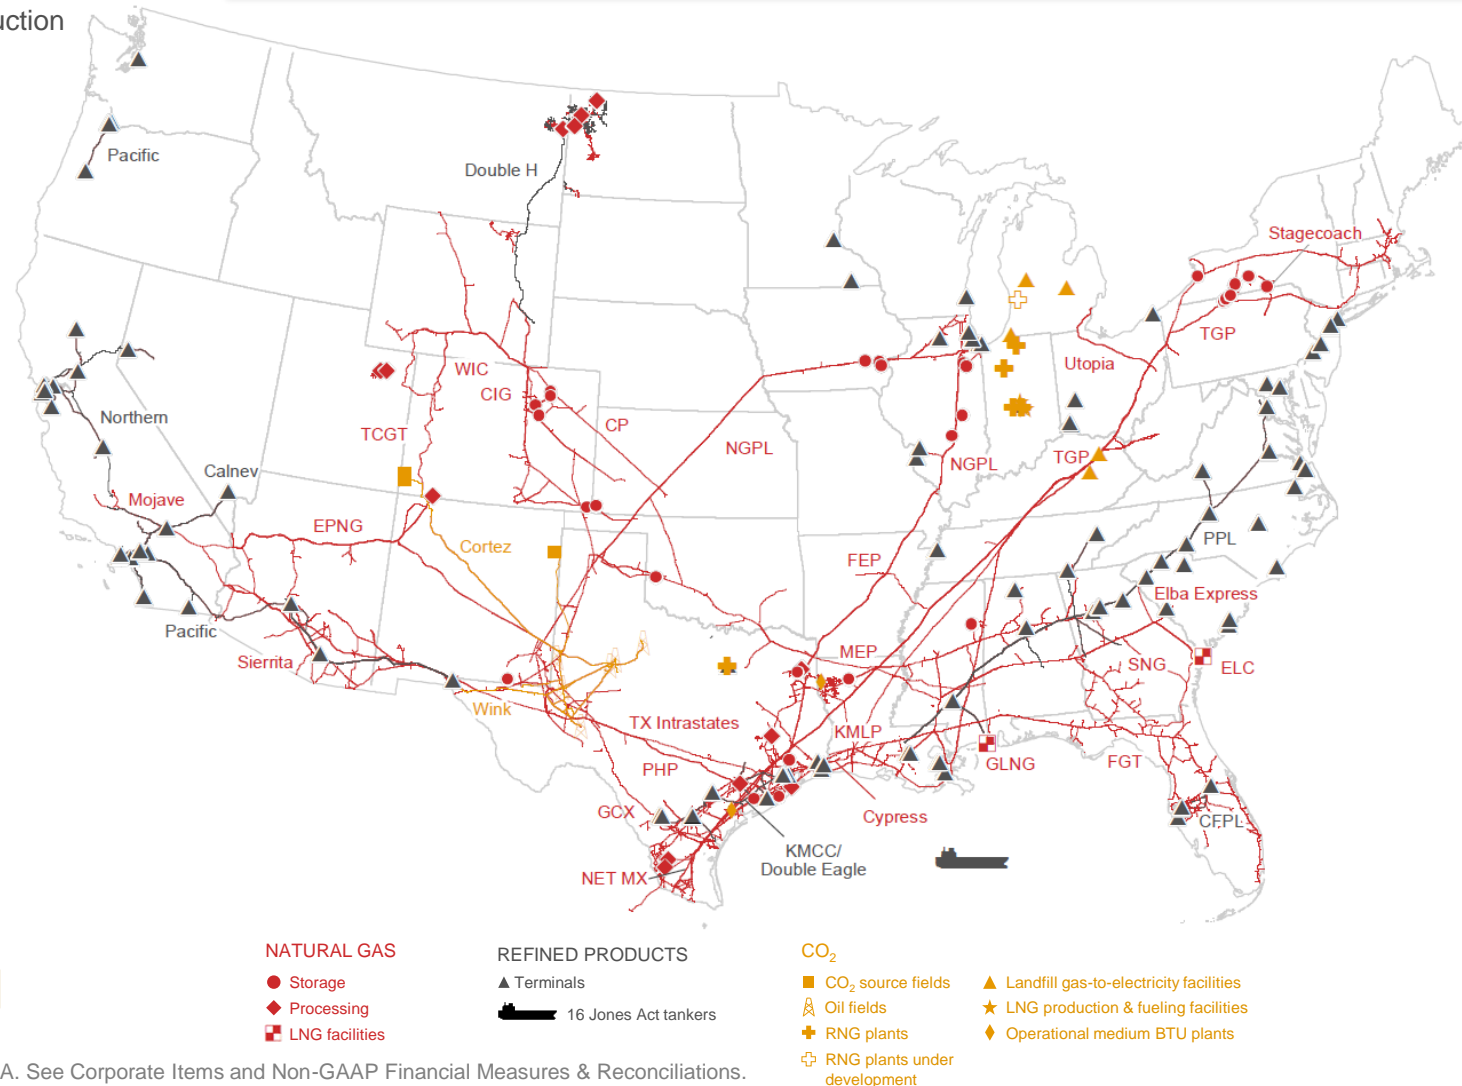 uction
Pacific
Double H
Stagecoach
TGP
WIC
CIG
Utopia
Northern
TCGT
CP
NGPL
NGPL
TGP
Calnev
Mojave
EPNG
Cortez
FEP
PPL
Elba Express
Pacific
Sierrita
Wink
MEP
SNG
ELC
TX Intrastates
KMLP
PHP
GLNG
FGT
GCX
Cypress
CFPL
KMCC/
Double Eagle
NET MX
NATURAL GAS
Storage
Processing
LNG facilities
REFINED PRODUCTS
Terminals
16 Jones Act tankers
CO₂
CO₂ source fields
Oil fields
RNG plants
RNG plants under
development
Landfill gas-to-electricity facilities
LNG production & fueling facilities
Operational medium BTU plants
A. See Corporate Items and Non-GAAP Financial Measures & Reconciliations.